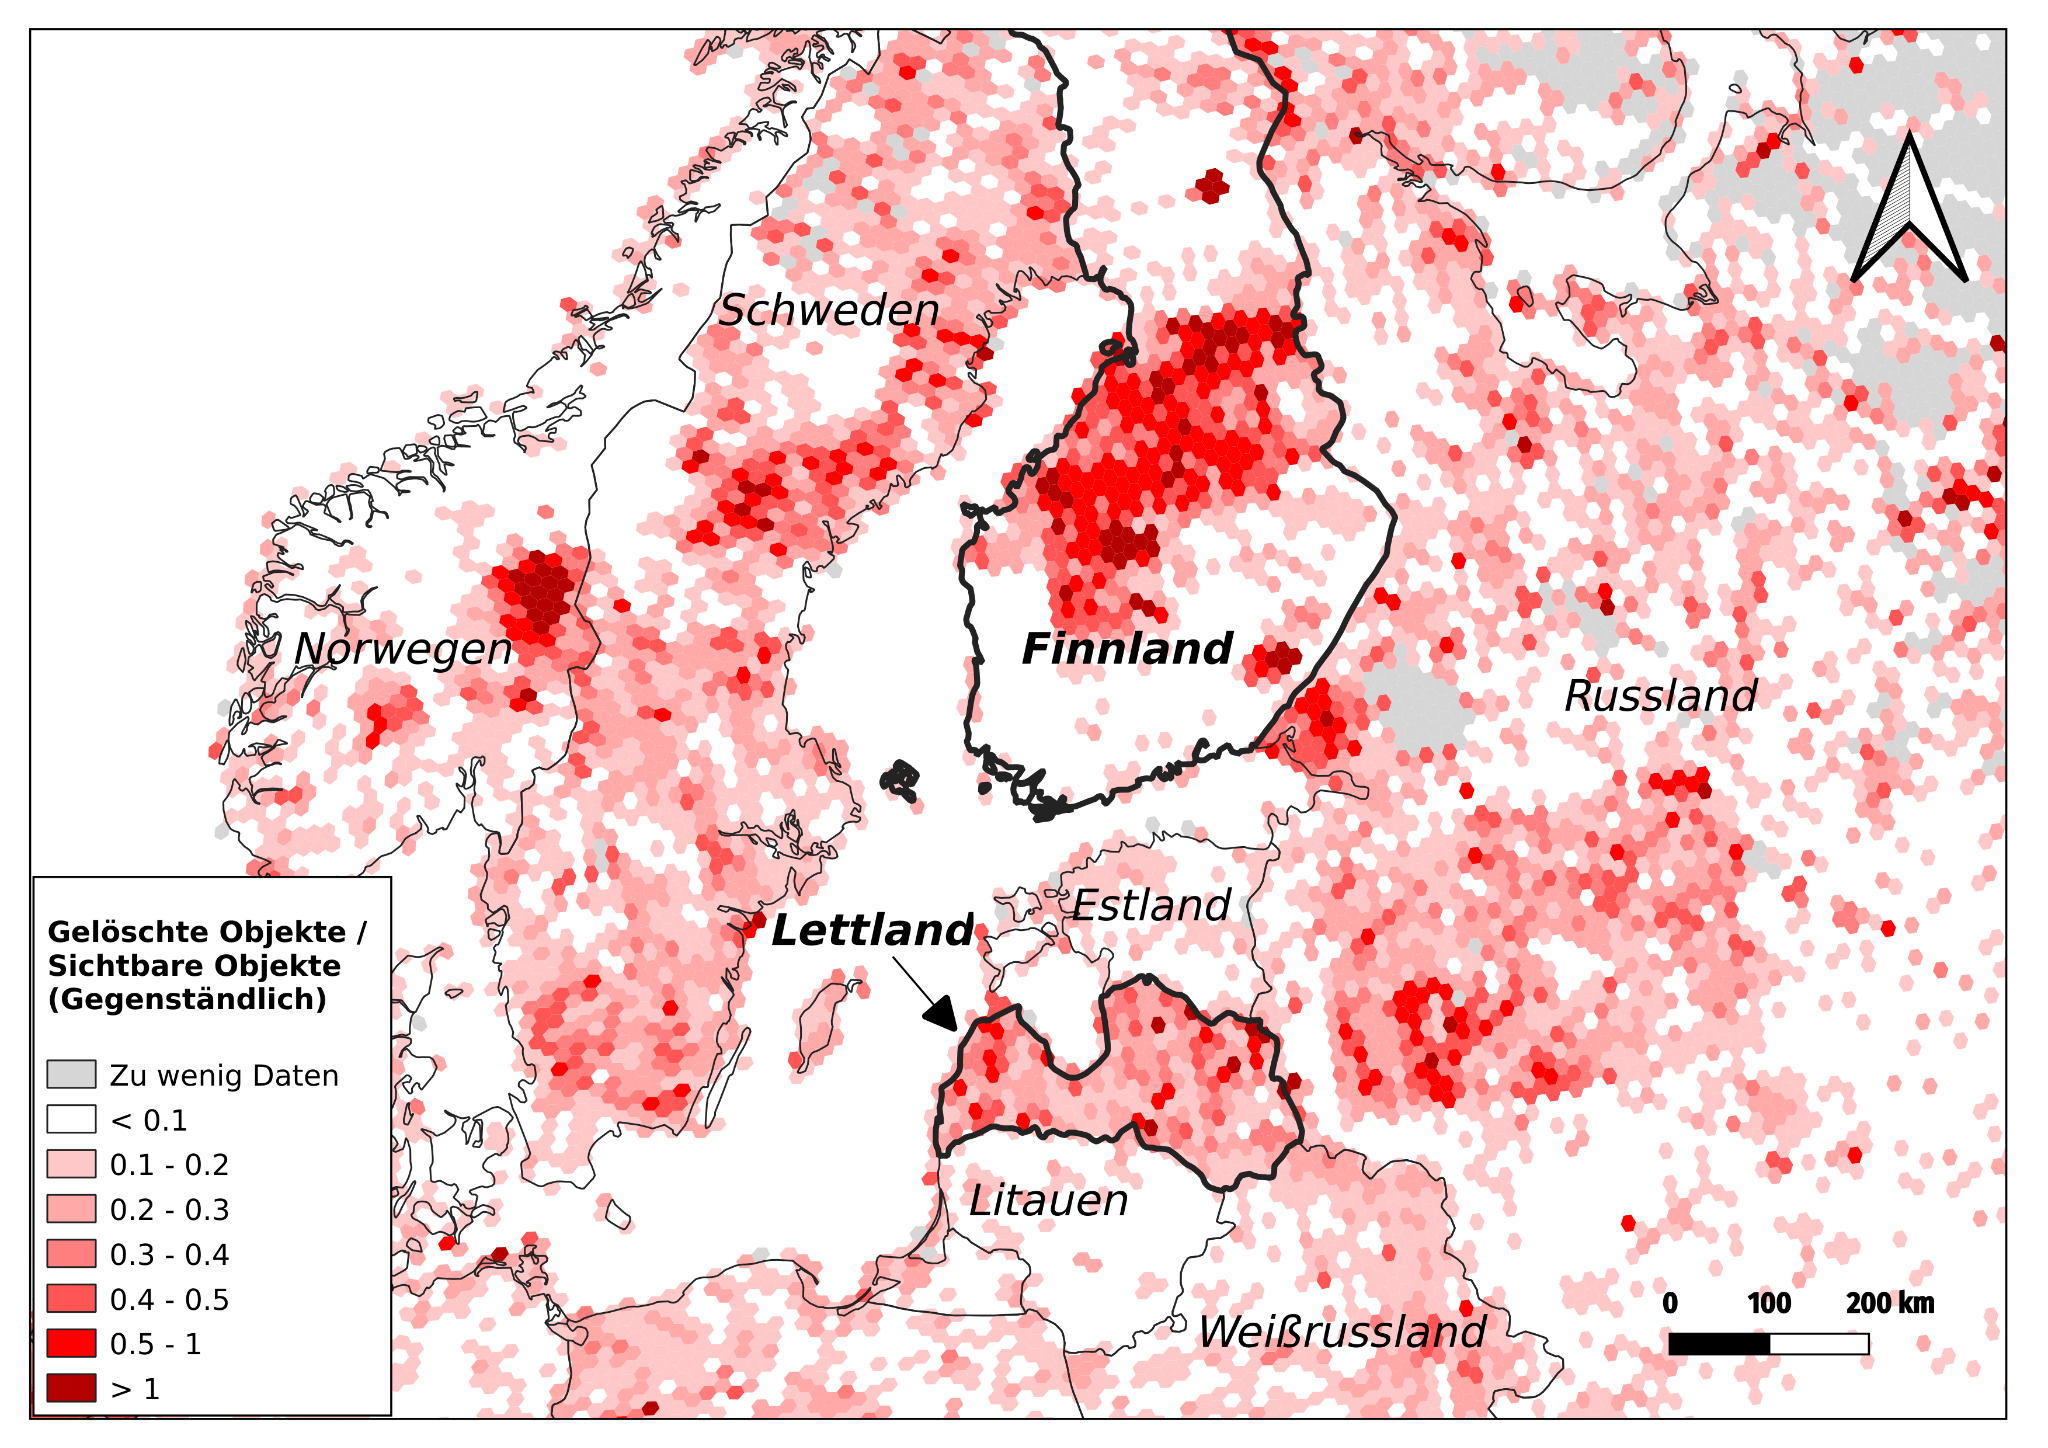 Schweden
Norwegen
Finnland
Russland
Estland
Lettland
Litauen
Weißrussland
Gelöschte Objekte /
Sichtbare Objekte
(Gegenständlich)
Zu wenig Daten
< 0.1
0.1 - 0.2
0.2 - 0.3
0.3 - 0.4
0.4 - 0.5
0.5 - 1
> 1
0 100 200 km